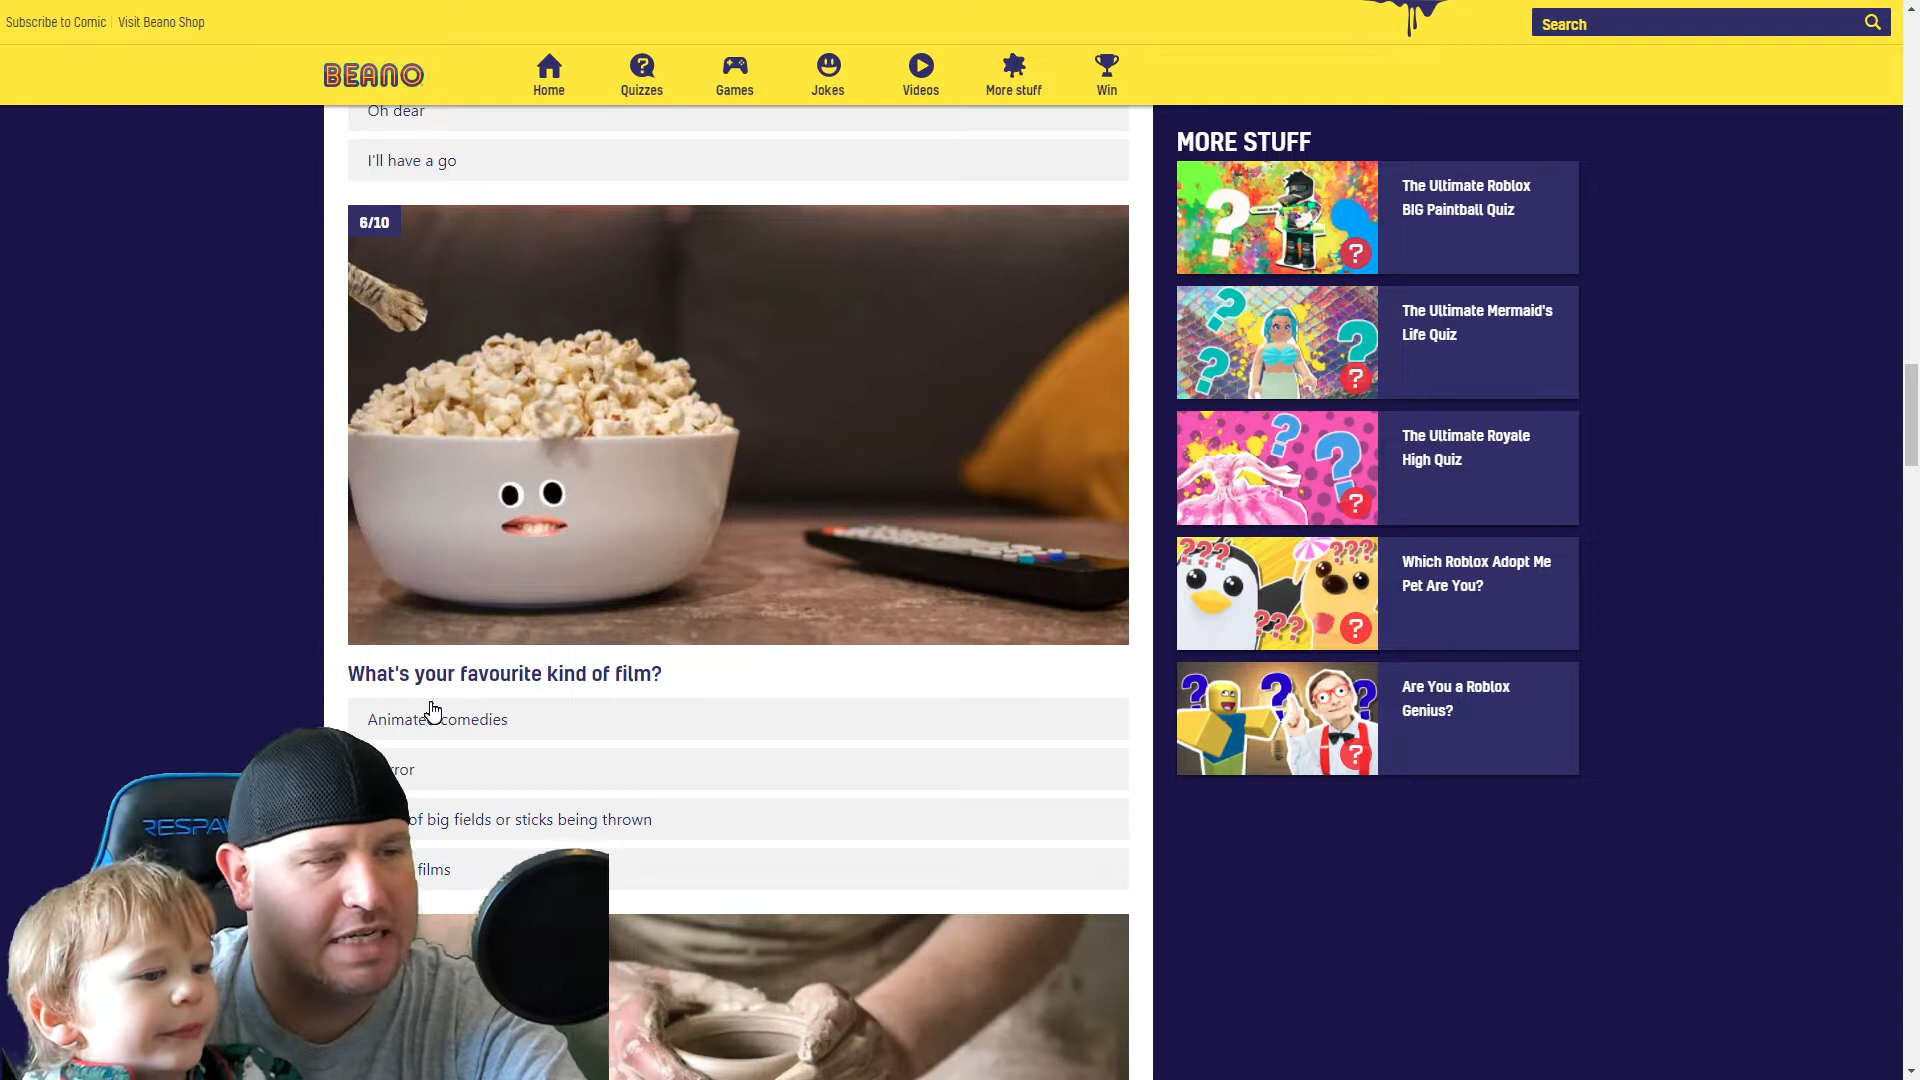 Subscribe to Comic
Visit Beano Shop
Search
BEANO
Home
Quizzes
Games
Jokes
Videos
More stuff
Win
Oh dear
I'll have a go
6/10
What's your favourite kind of film?
Animated comedies
of big fields or sticks being thrown
films
MORE STUFF
The Ultimate Roblox
BIG Paintball Quiz
The Ultimate Mermaid's
Life Quiz
The Ultimate Royale
High Quiz
Which Roblox Adopt Me
Pet Are You?
Are You a Roblox
Genius?